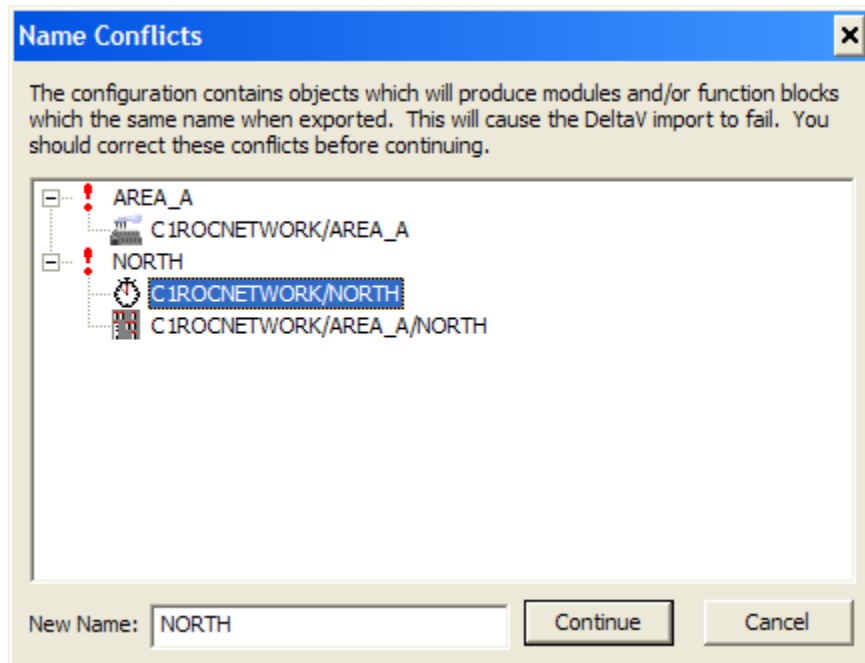 Name Conflicts
The configuration contains objects which will produce modules and/or function blocks
which the same name when exported. This will cause the DeltaV import to fail. You
should correct these conflicts before continuing.
AREA_A
C1ROCNETWORK/AREA_A
NORTH
C1ROCNETWORK/NORTH
C1ROCNETWORK/AREA_A/NORTH
New Name: NORTH Continue Cancel